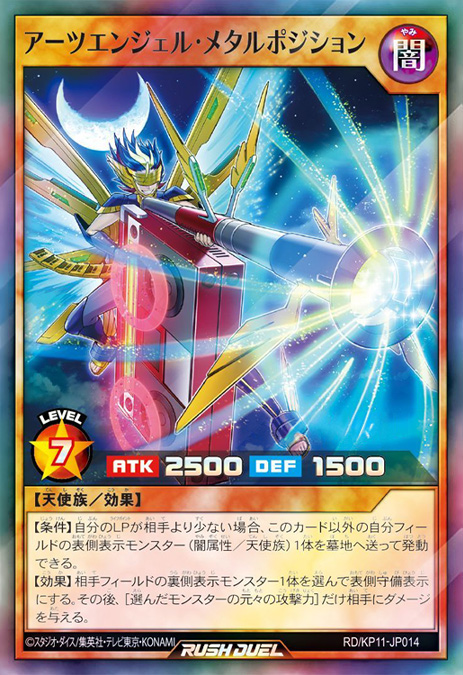 アーツエンジェル・メタルポジション
やみ
闇
LEVEL
7
ATK 2500 DEF 1500
【天使族／効果】
【条件】自分のLPが相手より少ない場合、このカード以外の自分フィー
ルドの表側表示モンスター（闇属性／天使族）1体を墓地へ送って発動
できる。
【効果】相手フィールドの裏側表示モンスター1体を選んで表側守備表示
にする。その後、［選んだモンスターの元々の攻撃力］だけ相手にダメージ
を与える。
©スタジオ・ダイス/集英社・テレビ東京・KONAMI
RUSH DUEL
RD/KP11-JP014